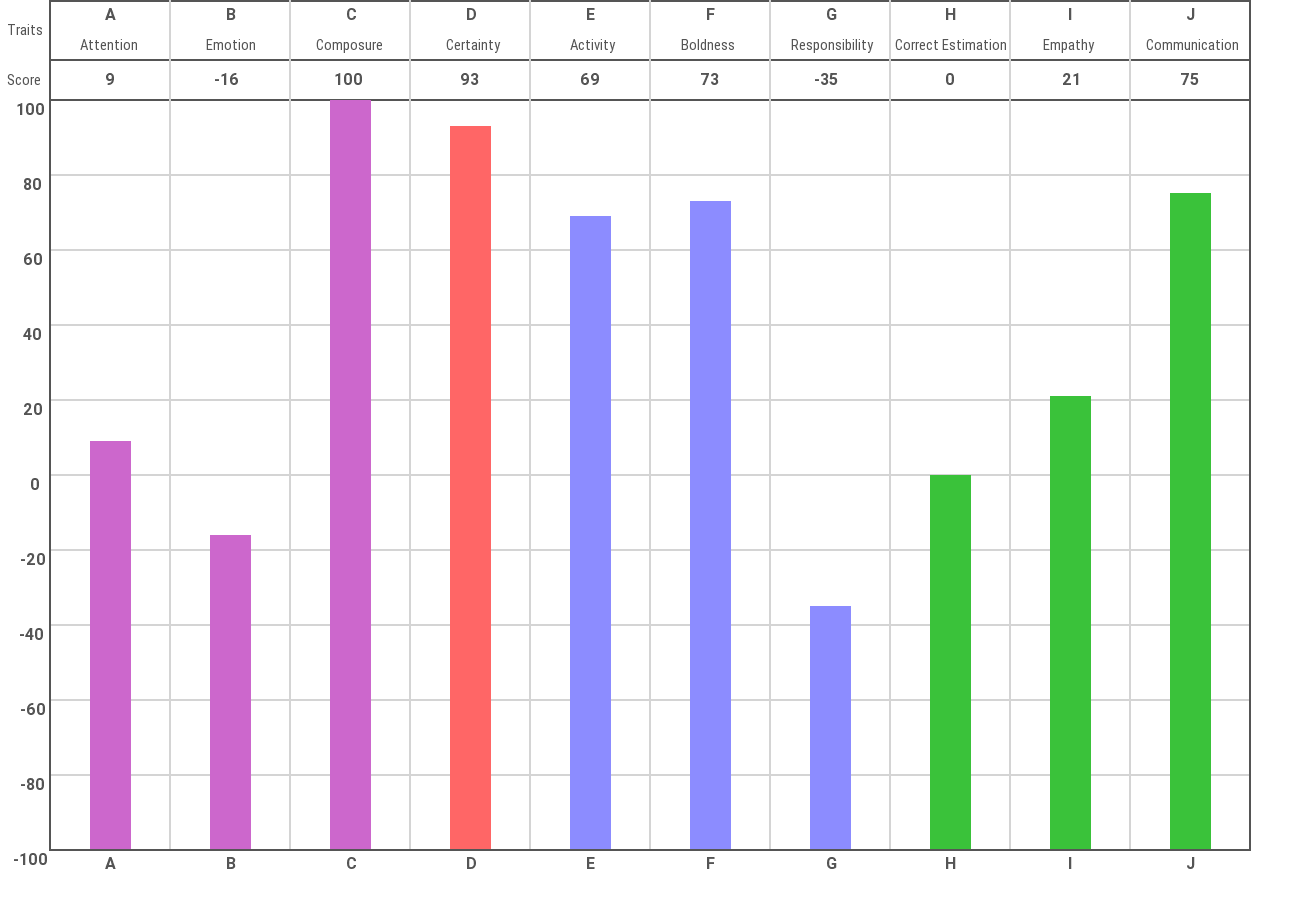 A B C D E F G H I J
Traits
Attention Emotion Composure Certainty Activity Boldness Responsibility Correct Estimation Empathy Communication
Score 9 -16 100 93 69 73 -35 0 21 75
100
80
60
40
20
0
-20
-40
-60
-80
-100
A B C D E F G H I J